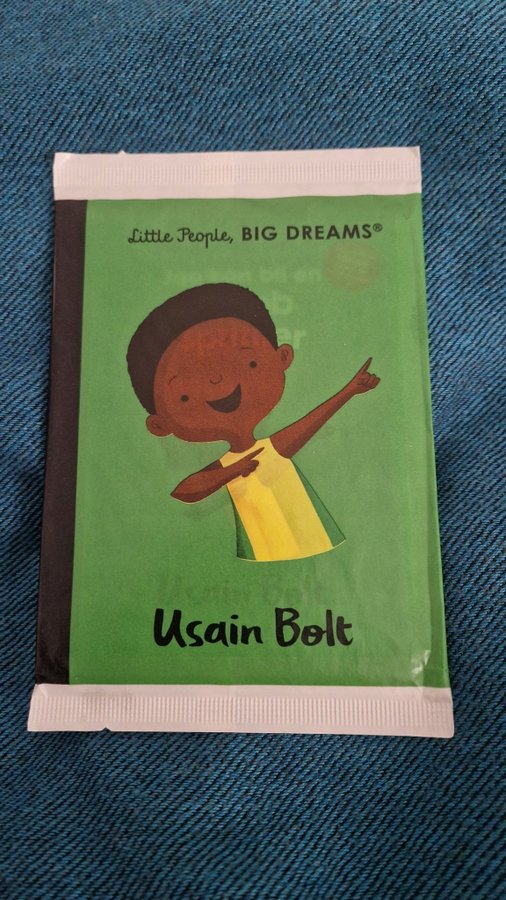 Little People, BIG DREAMS®
Usain Bolt